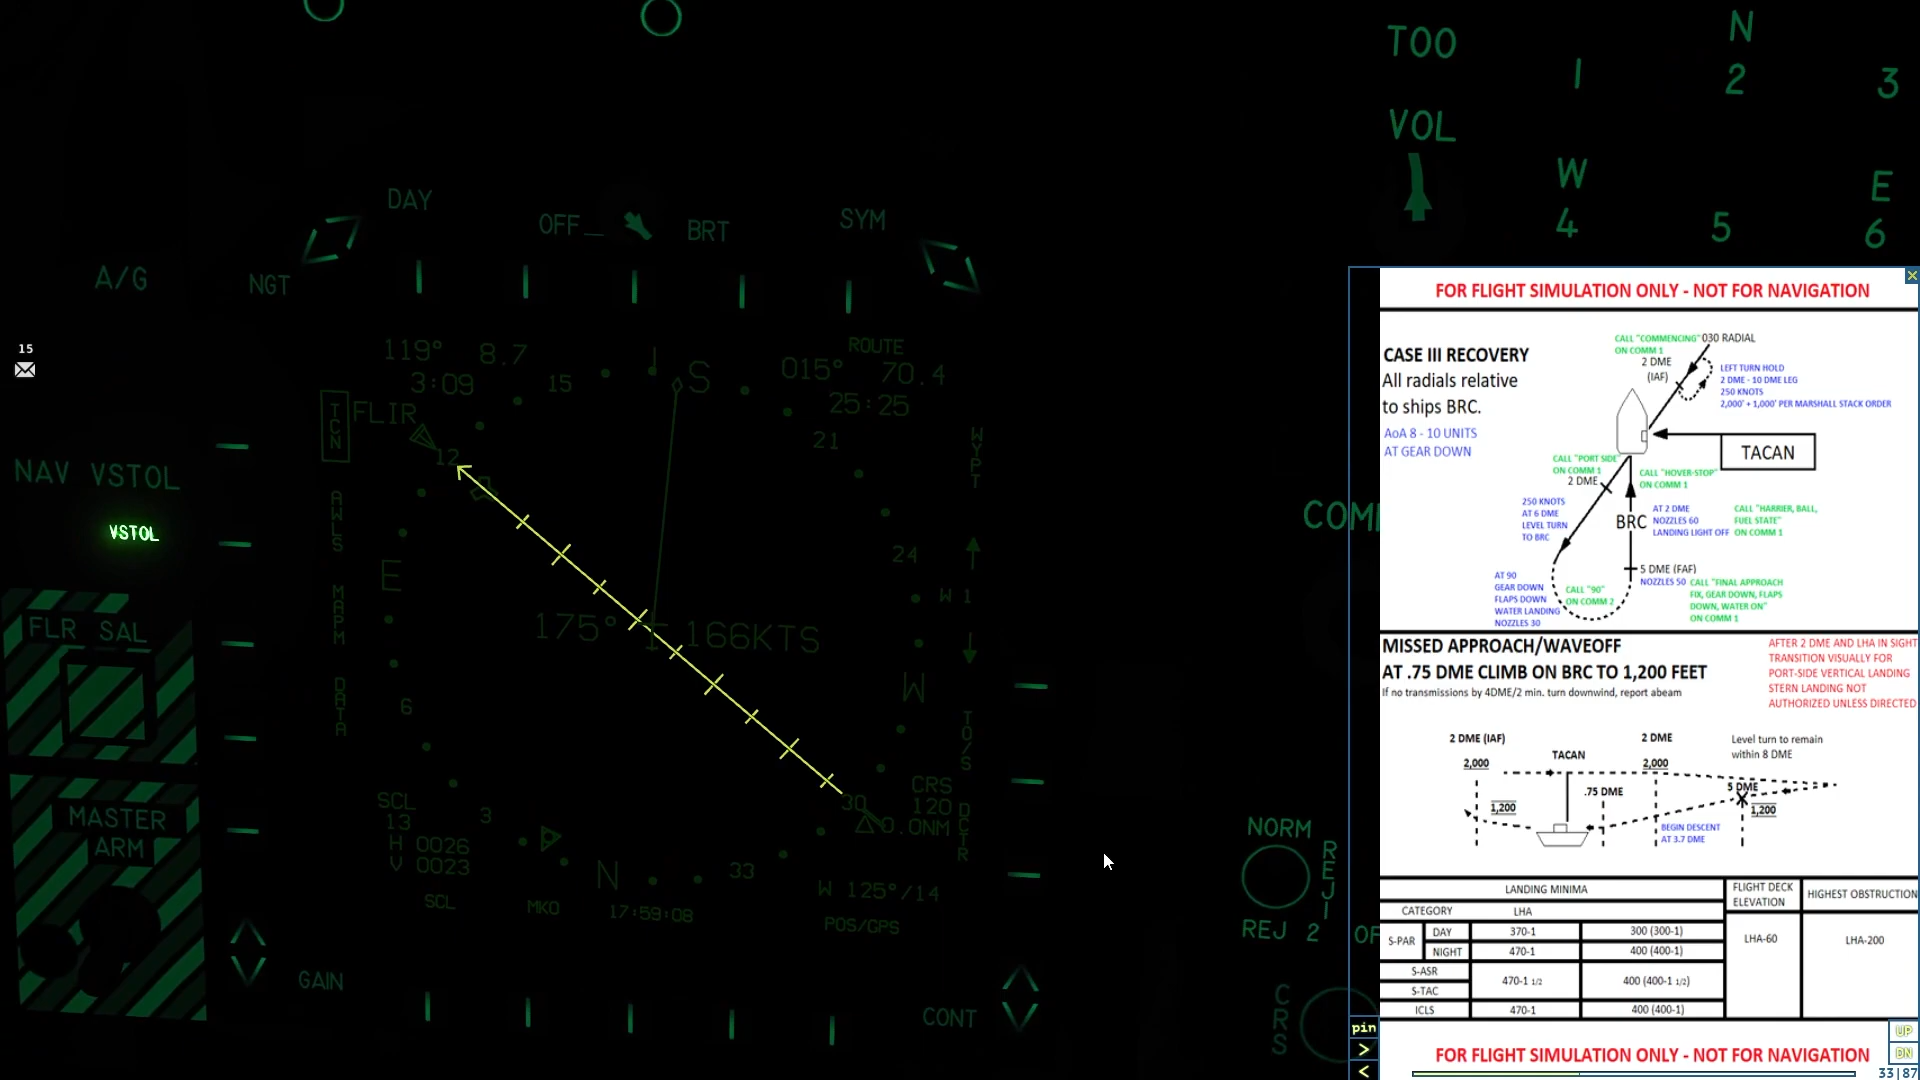 TOO
N
1
2
3
VOL
W
E
4
5
6
DAY
OFF
BRT
SYM
A/G
NGT
15
119° 8.7
3:09
15
S
ROUTE
015° 70.4
25:25
TCN
FLIR
12
21
WYPT
NAV VSTOL
VSTOL
AWLS
E
24
W 1
MAPM
175°
166KTS
FLR SAL
DATA
6
W
TO/S
MASTER
ARM
SCL
13
H 0026
V 0023
3
N
33
30
CRS
120
0.0NM
DCTR
W 125°/14
SCL
MKO
17:59:08
POS/GPS
GAIN
CONT
COM
NORM
REJ 1
REJ 2
OF
CRS
FOR FLIGHT SIMULATION ONLY - NOT FOR NAVIGATION
CASE III RECOVERY
All radials relative
to ships BRC.
AoA 8 - 10 UNITS
AT GEAR DOWN
CALL "COMMENCING"
ON COMM 1
030 RADIAL
2 DME
(IAF)
LEFT TURN HOLD
2 DME - 10 DME LEG
250 KNOTS
2,000' + 1,000' PER MARSHALL STACK ORDER
TACAN
CALL "PORT SIDE"
ON COMM 1
2 DME
CALL "HOVER-STOP"
ON COMM 1
250 KNOTS
AT 6 DME
LEVEL TURN
TO BRC
BRC
AT 2 DME
NOZZLES 60
LANDING LIGHT OFF
CALL "HARRIER, BALL,
FUEL STATE"
ON COMM 1
5 DME (FAF)
NOZZLES 50
CALL "FINAL APPROACH
FIX, GEAR DOWN, FLAPS
DOWN, WATER ON"
ON COMM 1
AT 90
GEAR DOWN
FLAPS DOWN
WATER LANDING
NOZZLES 30
CALL "90"
ON COMM 2
MISSED APPROACH/WAVEOFF
AT .75 DME CLIMB ON BRC TO 1,200 FEET
If no transmissions by 4DME/2 min. turn downwind, report abeam
AFTER 2 DME AND LHA IN SIGHT
TRANSITION VISUALLY FOR
PORT-SIDE VERTICAL LANDING
STERN LANDING NOT
AUTHORIZED UNLESS DIRECTED
2 DME (IAF)
2,000
TACAN
2 DME
2,000
Level turn to remain
within 8 DME
1,200
.75 DME
5 DME
1,200
BEGIN DESCENT
AT 3.7 DME
LANDING MINIMA
FLIGHT DECK
ELEVATION
HIGHEST OBSTRUCTION
CATEGORY
LHA
S-PAR
DAY
370-1
300 (300-1)
NIGHT
470-1
400 (400-1)
LHA-60
LHA-200
S-ASR
S-TAC
470-1 1/2
400 (400-1 1/2)
ICLS
470-1
400 (400-1)
FOR FLIGHT SIMULATION ONLY - NOT FOR NAVIGATION
pin
>
<
UP
DN
33|87